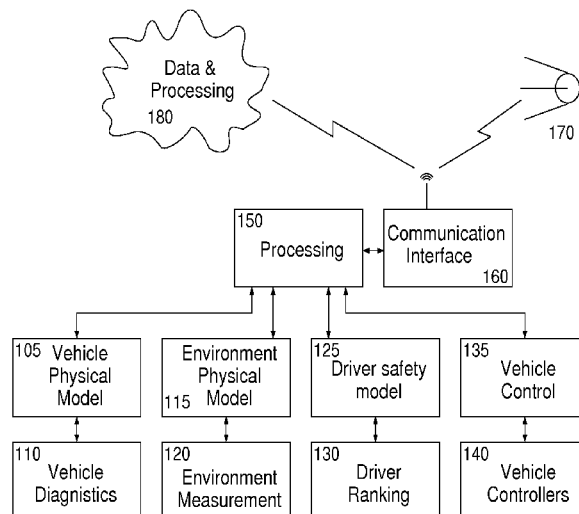 Data &
Processing
180
170
150
Processing
Communication
Interface
160
105
Vehicle
Physical
Model
Environment
Physical
115 Model
125
Driver safety
model
135
Vehicle
Control
110
Vehicle
Diagnostics
120
Environment
Measurement
130
Driver
Ranking
140
Vehicle
Controllers